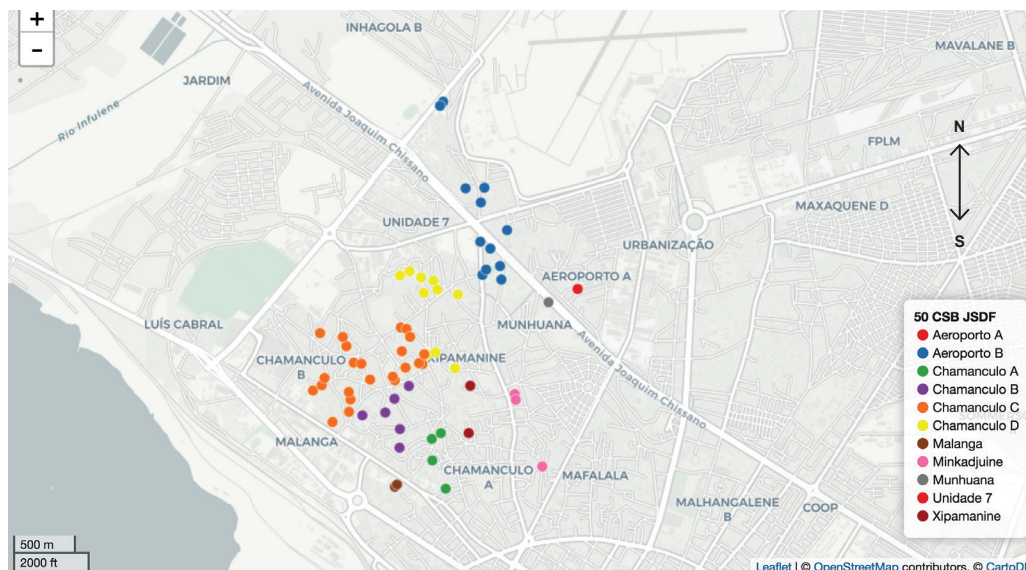 +
−
INHAGOLA B
MAVALANE B
JARDIM
Avenida Joaquim Chissano
Rio Infulene
N
FPLM
S
MAXAQUENE D
UNIDADE 7
URBANIZAÇÃO
AEROPORTO A
LUÍS CABRAL
MUNHUANA
Avenida Joaquim Chissano
CHAMANCULO
B
XIPAMANINE
50 CSB JSDF
Aeroporto A
Aeroporto B
Chamanculo A
Chamanculo B
Chamanculo C
Chamanculo D
Malanga
Minkadjuine
Munhuana
Unidade 7
Xipamanine
MALANGA
CHAMANCULO
A
MAFALALA
MALHANGALENE
B
COOP
500 m
2000 ft
Leaflet | © OpenStreetMap contributors, © CartoD